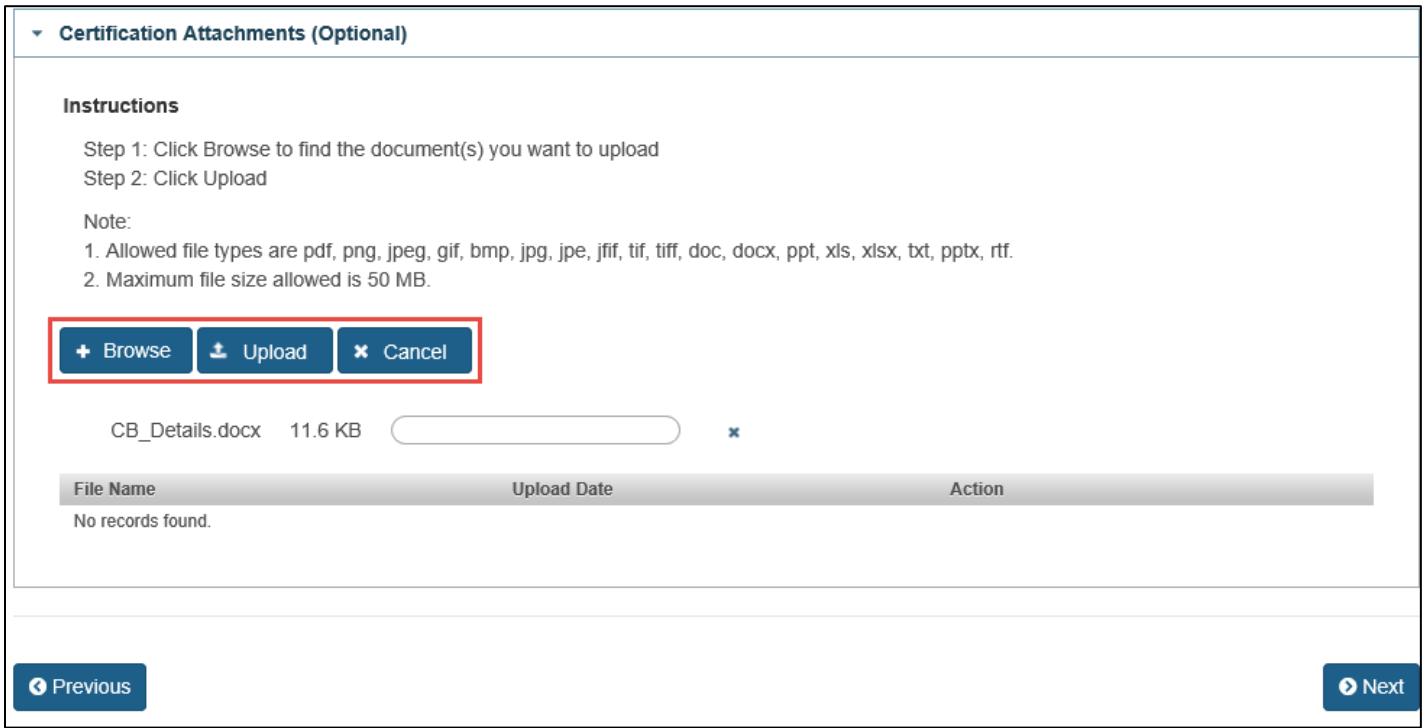 Certification Attachments (Optional)
Instructions
Step 1: Click Browse to find the document(s) you want to upload
Step 2: Click Upload
Note:
1. Allowed file types are pdf, png, jpeg, gif, bmp, jpg, jpe, jfif, tif, tiff, doc, docx, ppt, xls, xlsx, txt, pptx, rtf.
2. Maximum file size allowed is 50 MB.
Browse Upload Cancel
CB_Details.docx 11.6 KB
File Name Upload Date Action
No records found.
Previous Next